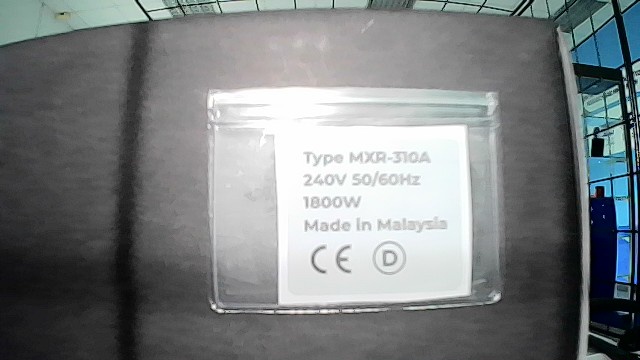 Type MXR-310A
240V 50/60Hz
1800W
Made in Malaysia
CE D